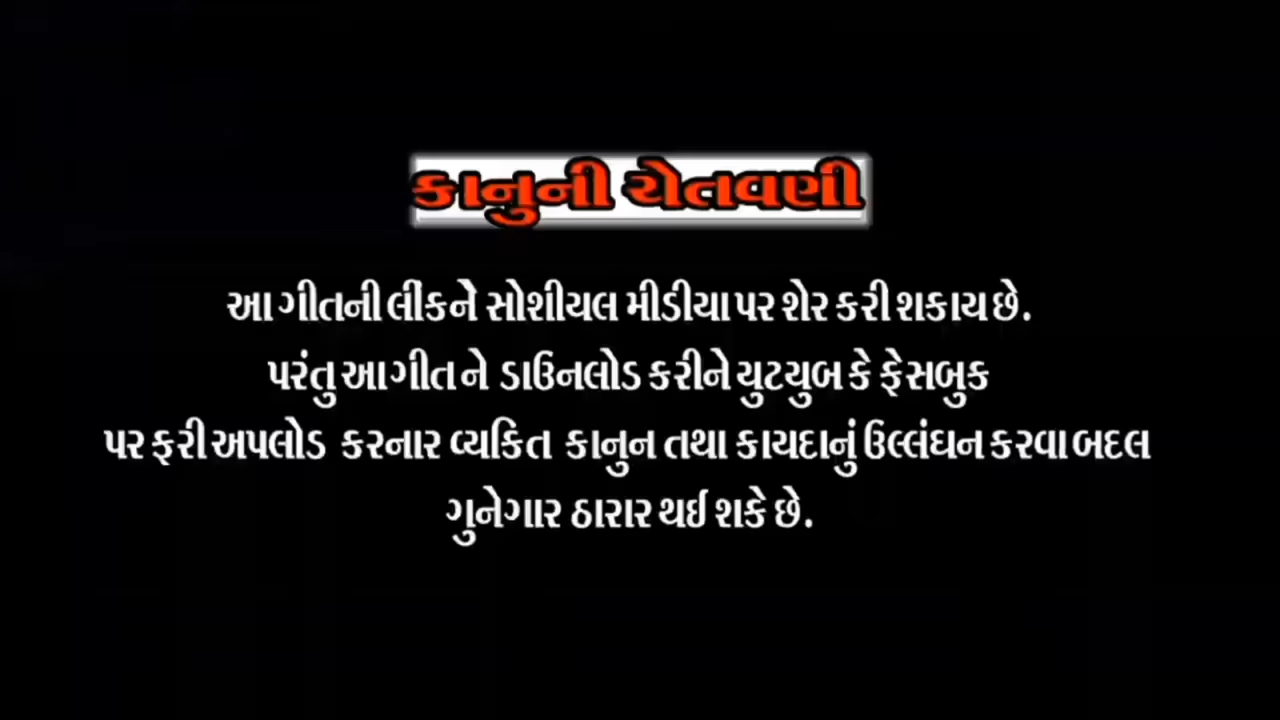 કાનુની ચેતવણી
આ ગીતની લીંકને સોશીયલ મીડીયા પર શેર કરી શકાય છે.
પરંતુ આ ગીત ને ડાઉનલોડ કરીને યુટયુબ કે ફેસબુક
પર ફરી અપલોડ કરનાર વ્યકિત કાનુન તથા કાયદાનું ઉલ્લંઘન કરવા બદલ
ગુનેગાર ઠારાર થઈ શકે છે.